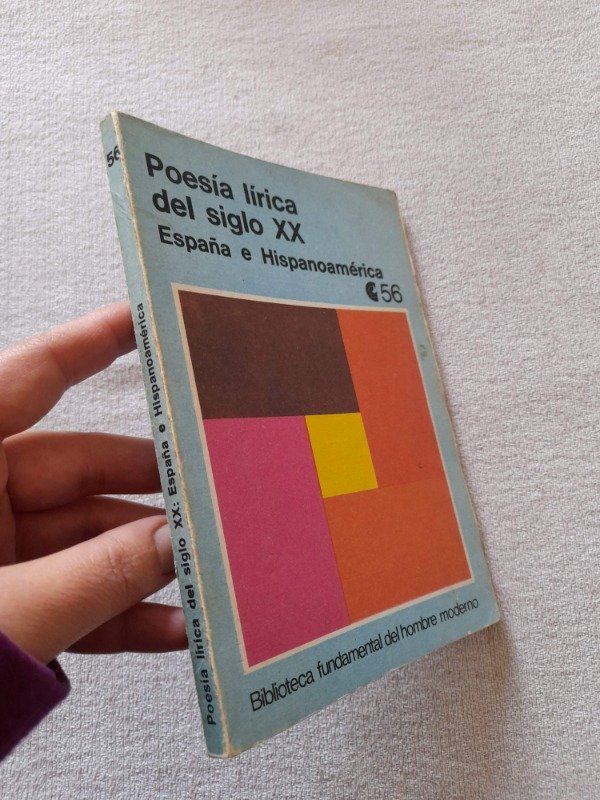 Poesía lírica
del siglo XX
España e Hispanoamérica
56
Biblioteca fundamental del hombre moderno
56
Poesía lírica del siglo XX: España e Hispanoamérica